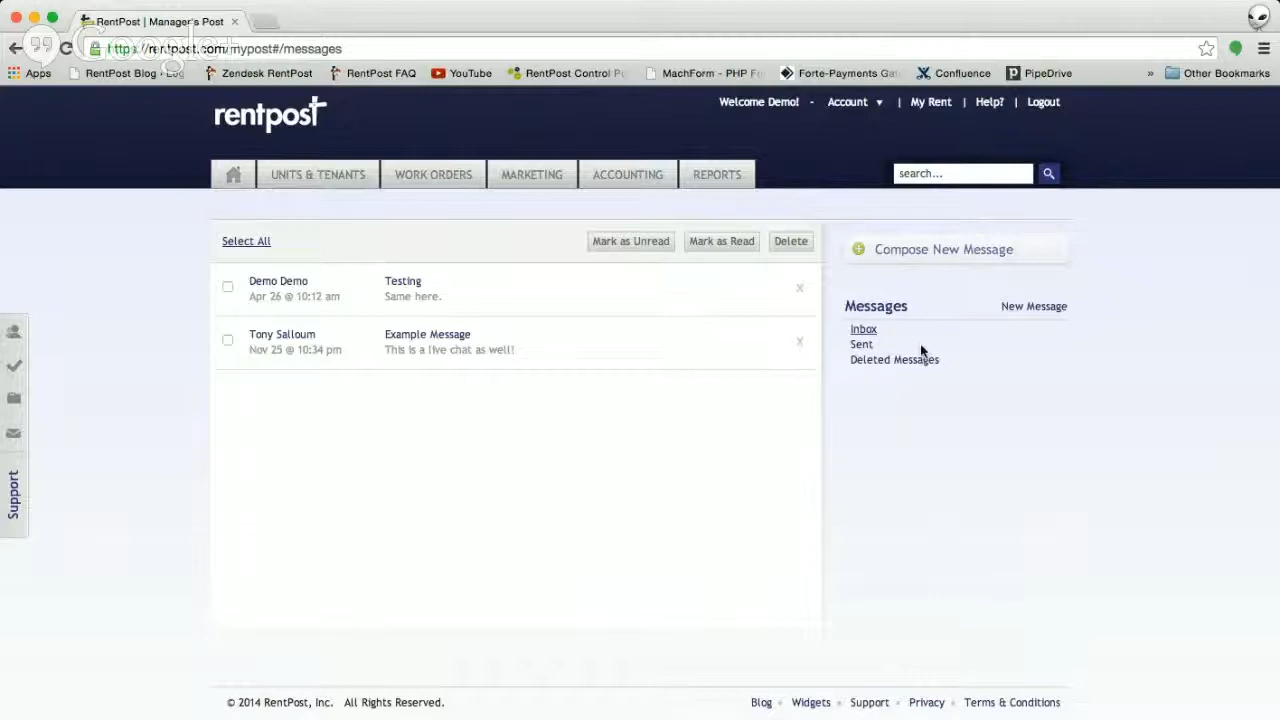 RentPost | Manager's Post
Google+
https://rentpost.com/mypost#/messages
Apps
RentPost Blog
Zendesk RentPost
RentPost FAQ
YouTube
RentPost Control
MachForm - PHP
Forte-Payments
Confluence
PipeDrive
»
Other Bookmarks
rentpost
Welcome Demo! - Account ▼ | My Rent | Help? | Logout
UNITS & TENANTS
WORK ORDERS
MARKETING
ACCOUNTING
REPORTS
search...
Select All
Mark as Unread
Mark as Read
Delete
Compose New Message
Demo Demo
Apr 26 @ 10:12 am
Testing
Same here.
x
Tony Salloum
Nov 25 @ 10:34 pm
Example Message
This is a live chat as well!
x
Messages
New Message
Inbox
Sent
Deleted Messages
Support
© 2014 RentPost, Inc. All Rights Reserved.
Blog • Widgets • Support • Privacy • Terms & Conditions